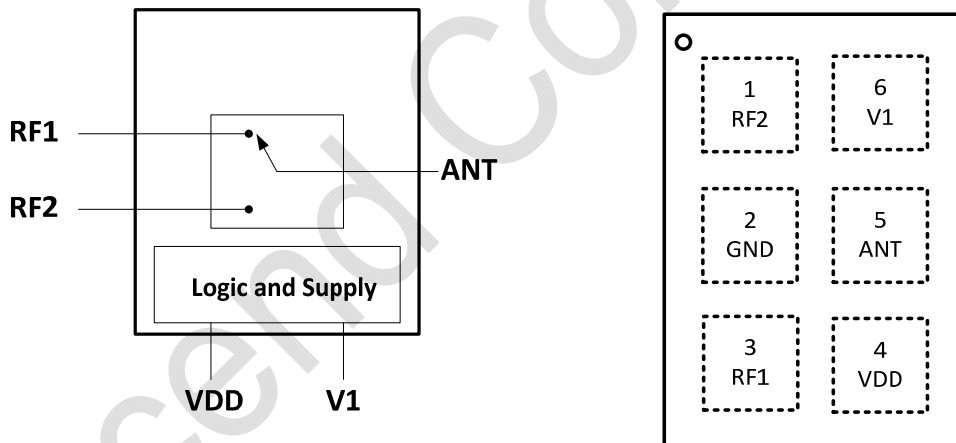 RF1
ANT
RF2
Logic and Supply
VDD
V1
1
RF2
6
V1
2
GND
5
ANT
3
RF1
4
VDD